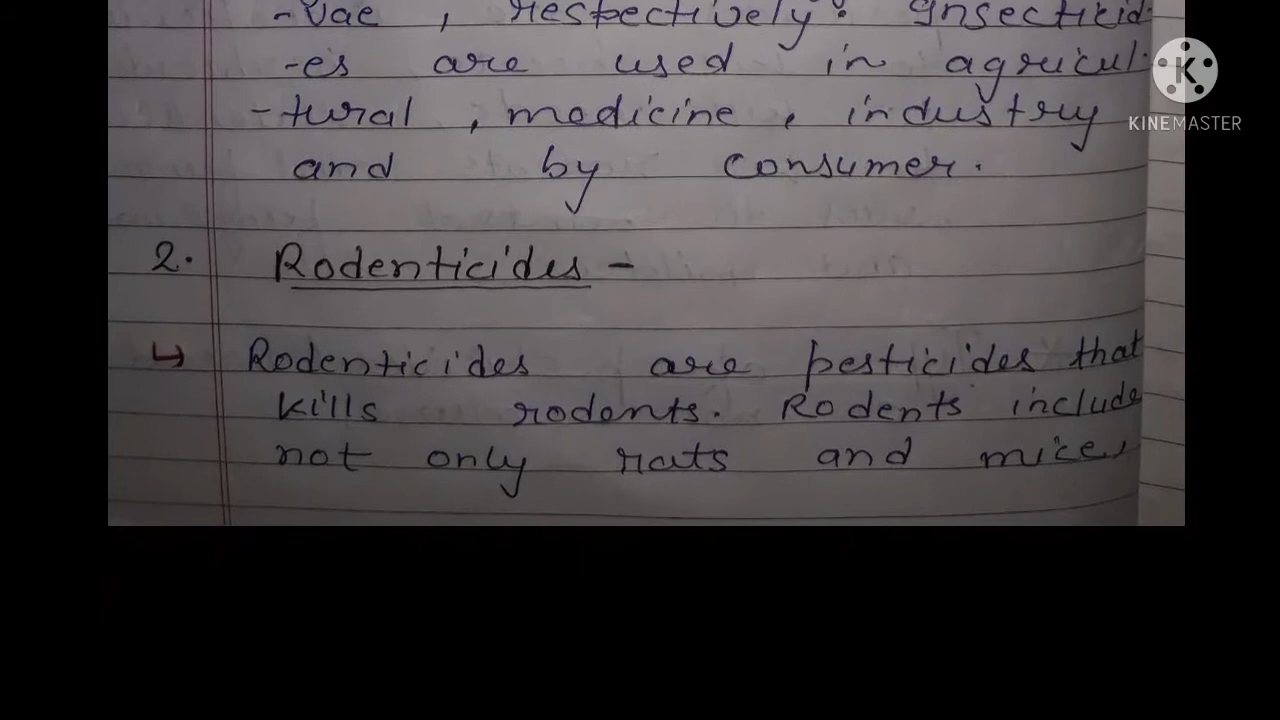 -vae , respectively. Insecticid-
-es are used in agricul-
-tural , medicine , industry
and by consumer.
2. Rodenticides -
↳ Rodenticides are pesticides that
kills rodents. Rodents include
not only rats and mice,
K
KINEMASTER